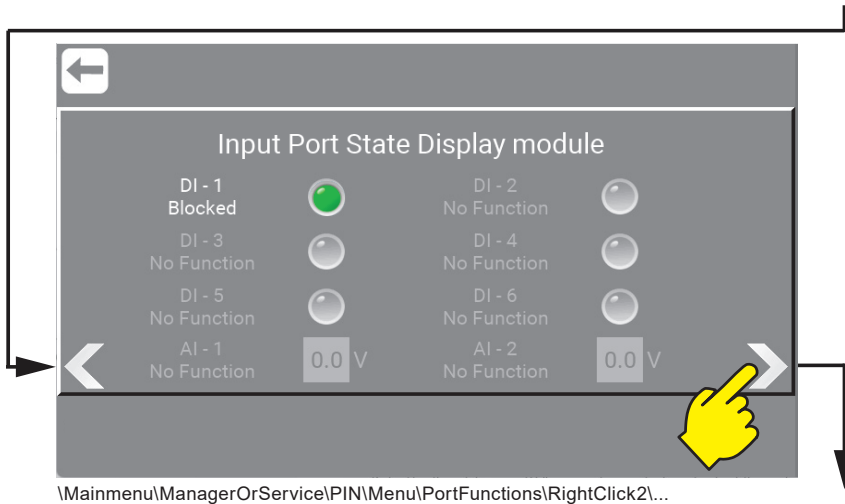 Input Port State Display module
DI - 1
Blocked
DI - 2
No Function
DI - 3
No Function
DI - 4
No Function
DI - 5
No Function
DI - 6
No Function
AI - 1
No Function
0.0 V
AI - 2
No Function
0.0 V
\Mainmenu\ManagerOrService\PIN\Menu\PortFunctions\RightClick2\...